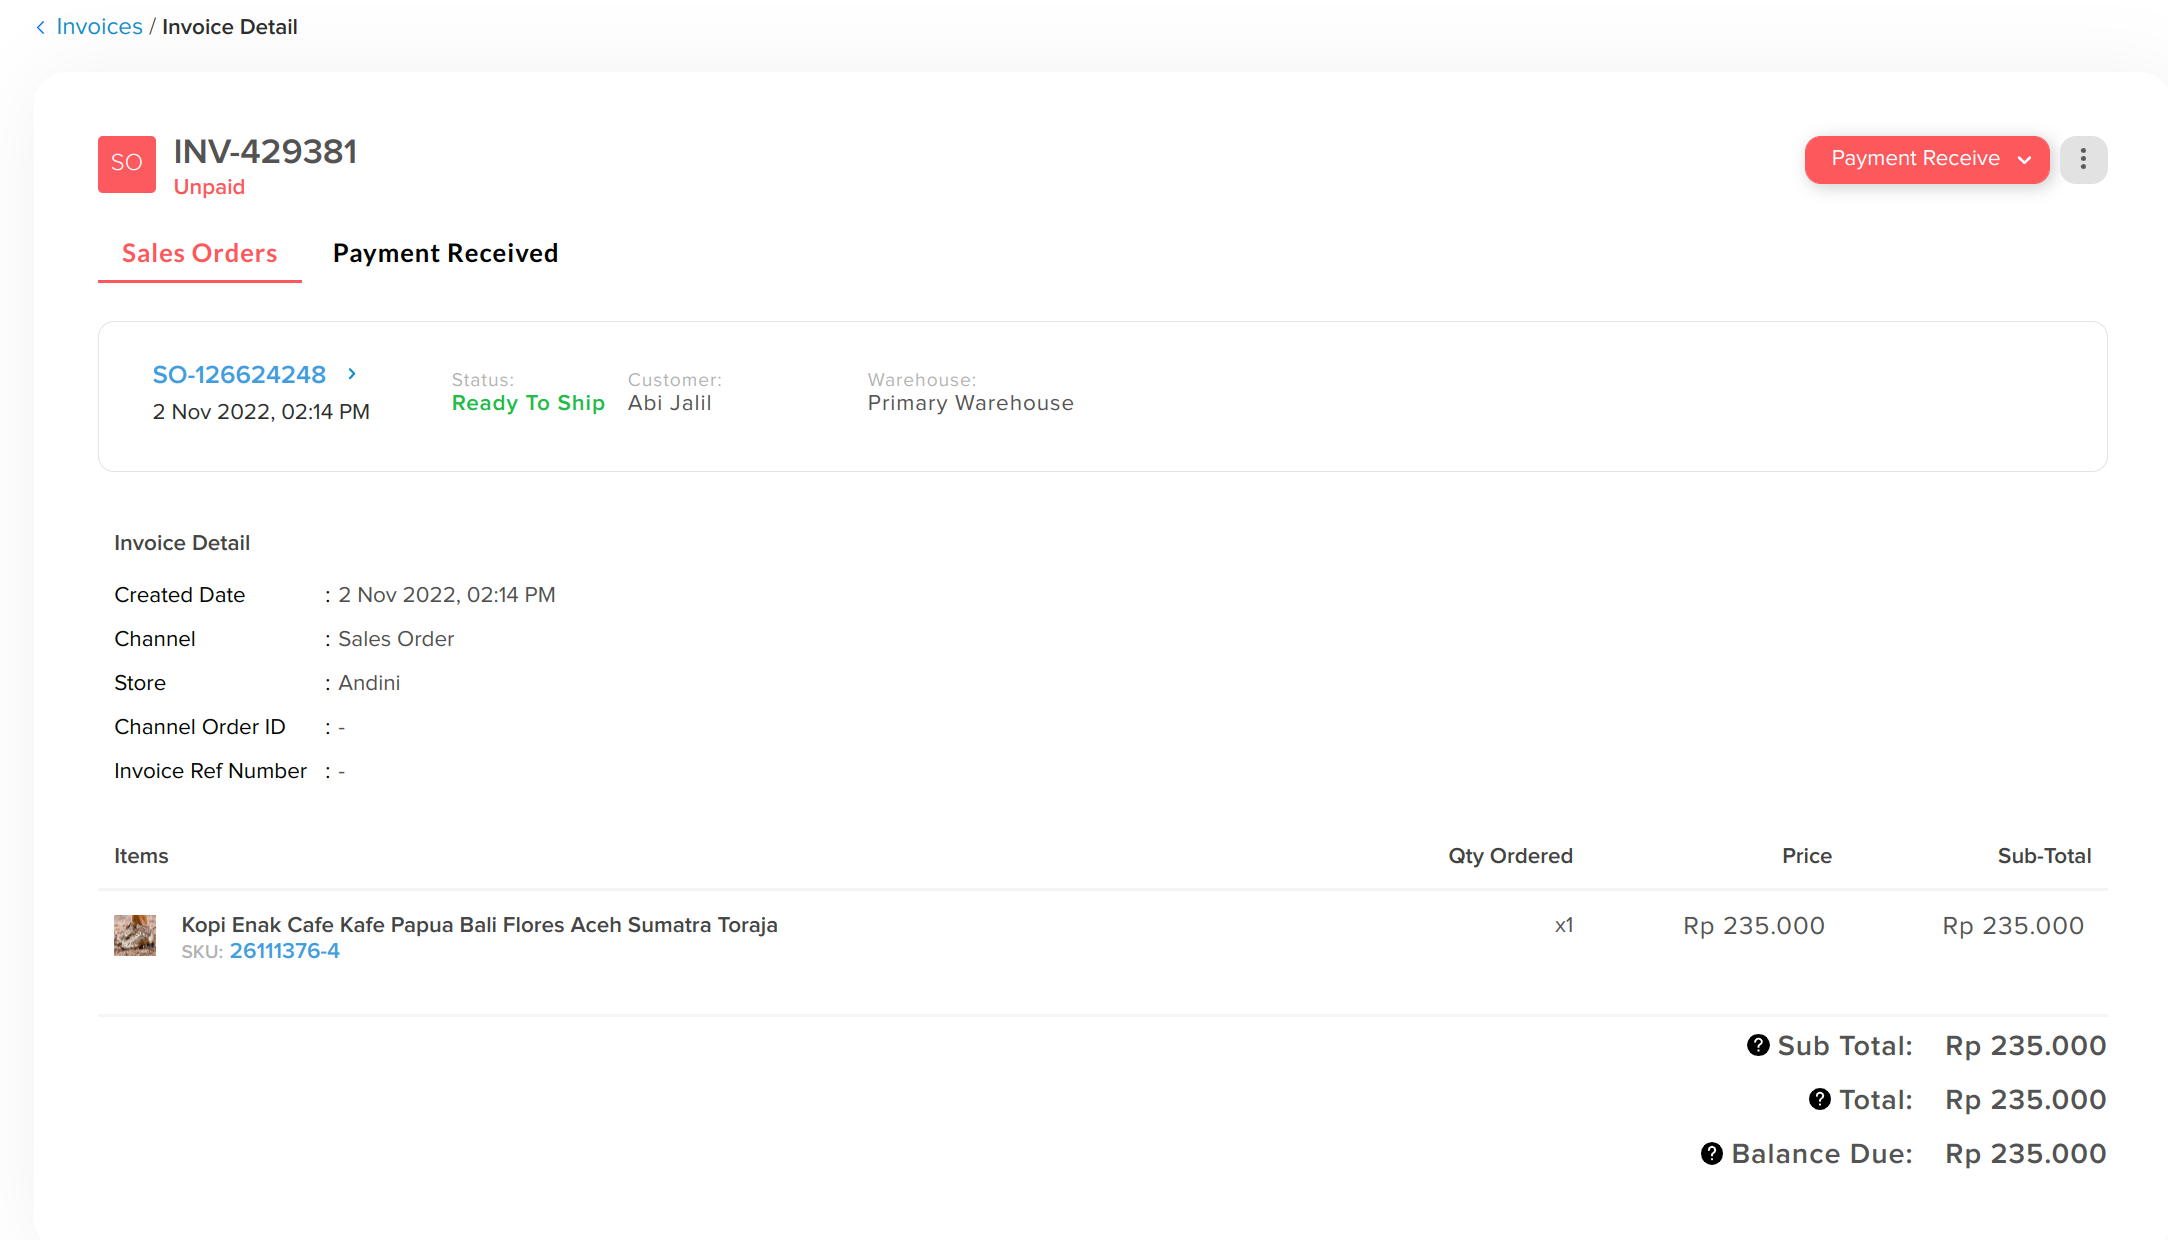 Invoices / Invoice Detail
SO
INV-429381
Unpaid
Payment Receive
Sales Orders
Payment Received
SO-126624248
2 Nov 2022, 02:14 PM
Status:
Ready To Ship
Customer:
Abi Jalil
Warehouse:
Primary Warehouse
Invoice Detail
Created Date : 2 Nov 2022, 02:14 PM
Channel : Sales Order
Store : Andini
Channel Order ID : -
Invoice Ref Number : -
Items Qty Ordered Price Sub-Total
Kopi Enak Cafe Kafe Papua Bali Flores Aceh Sumatra Toraja x1 Rp 235.000 Rp 235.000
SKU: 26111376-4
? Sub Total: Rp 235.000
? Total: Rp 235.000
? Balance Due: Rp 235.000